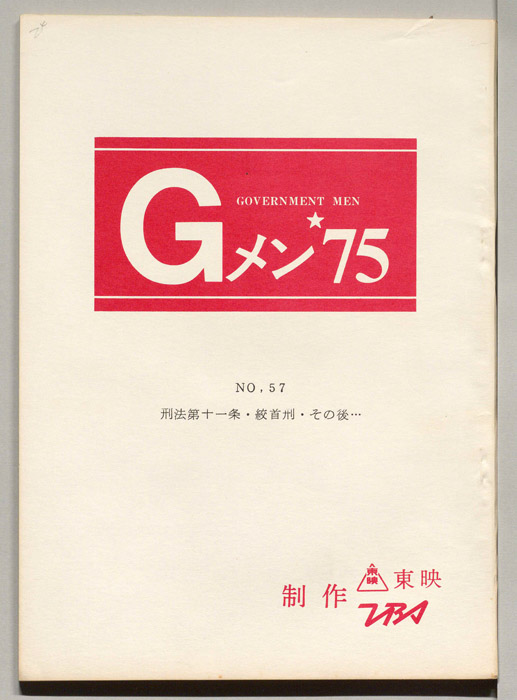 GOVERNMENT MEN
Gメン★'75
NO,57
刑法第十一条・絞首刑・その後…
東映
制作 東映
TBS